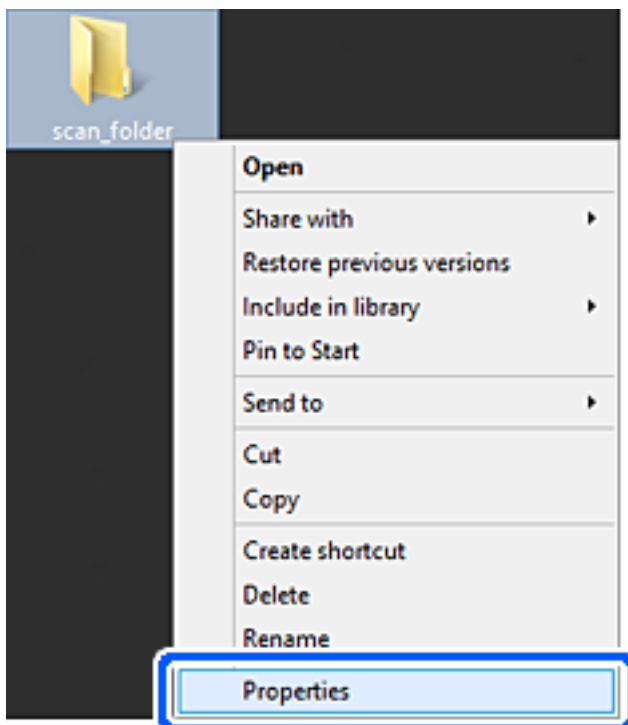 scan_folder
Open
Share with
Restore previous versions
Include in library
Pin to Start
Send to
Cut
Copy
Create shortcut
Delete
Rename
Properties